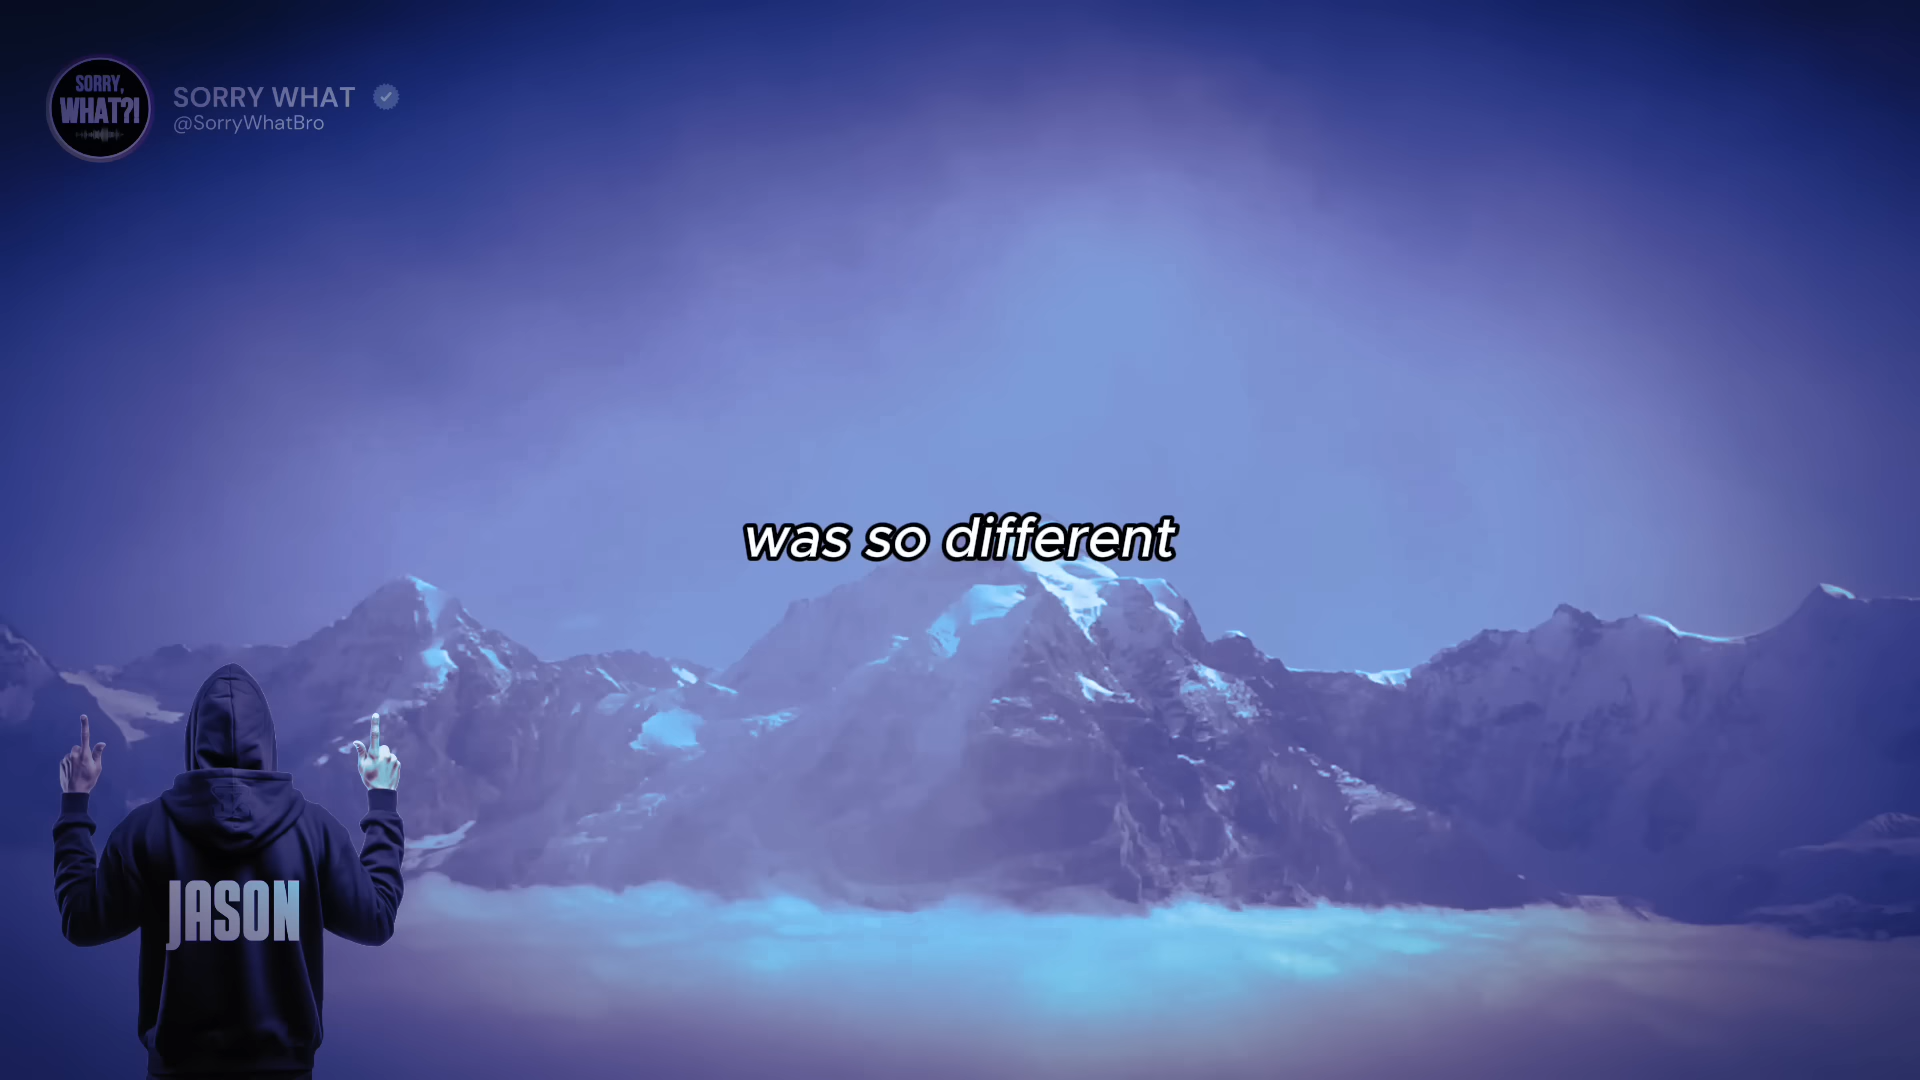 SORRY,
WHAT?!
SORRY WHAT
@SorryWhatBro
was so different
JASON